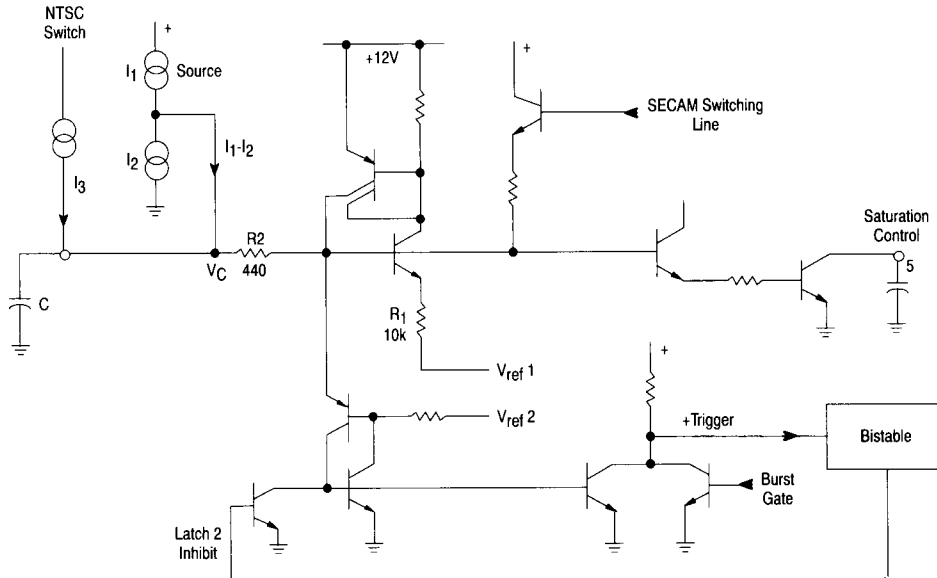 NTSC
Switch
+
I1
Source
+12V
+
SECAM Switching
Line
I2
I1-I2
I3
R2
440
VC
C
R1
10k
Vref 1
Saturation
Control
5
Vref 2
+
+Trigger
Bistable
Burst
Gate
Latch 2
Inhibit